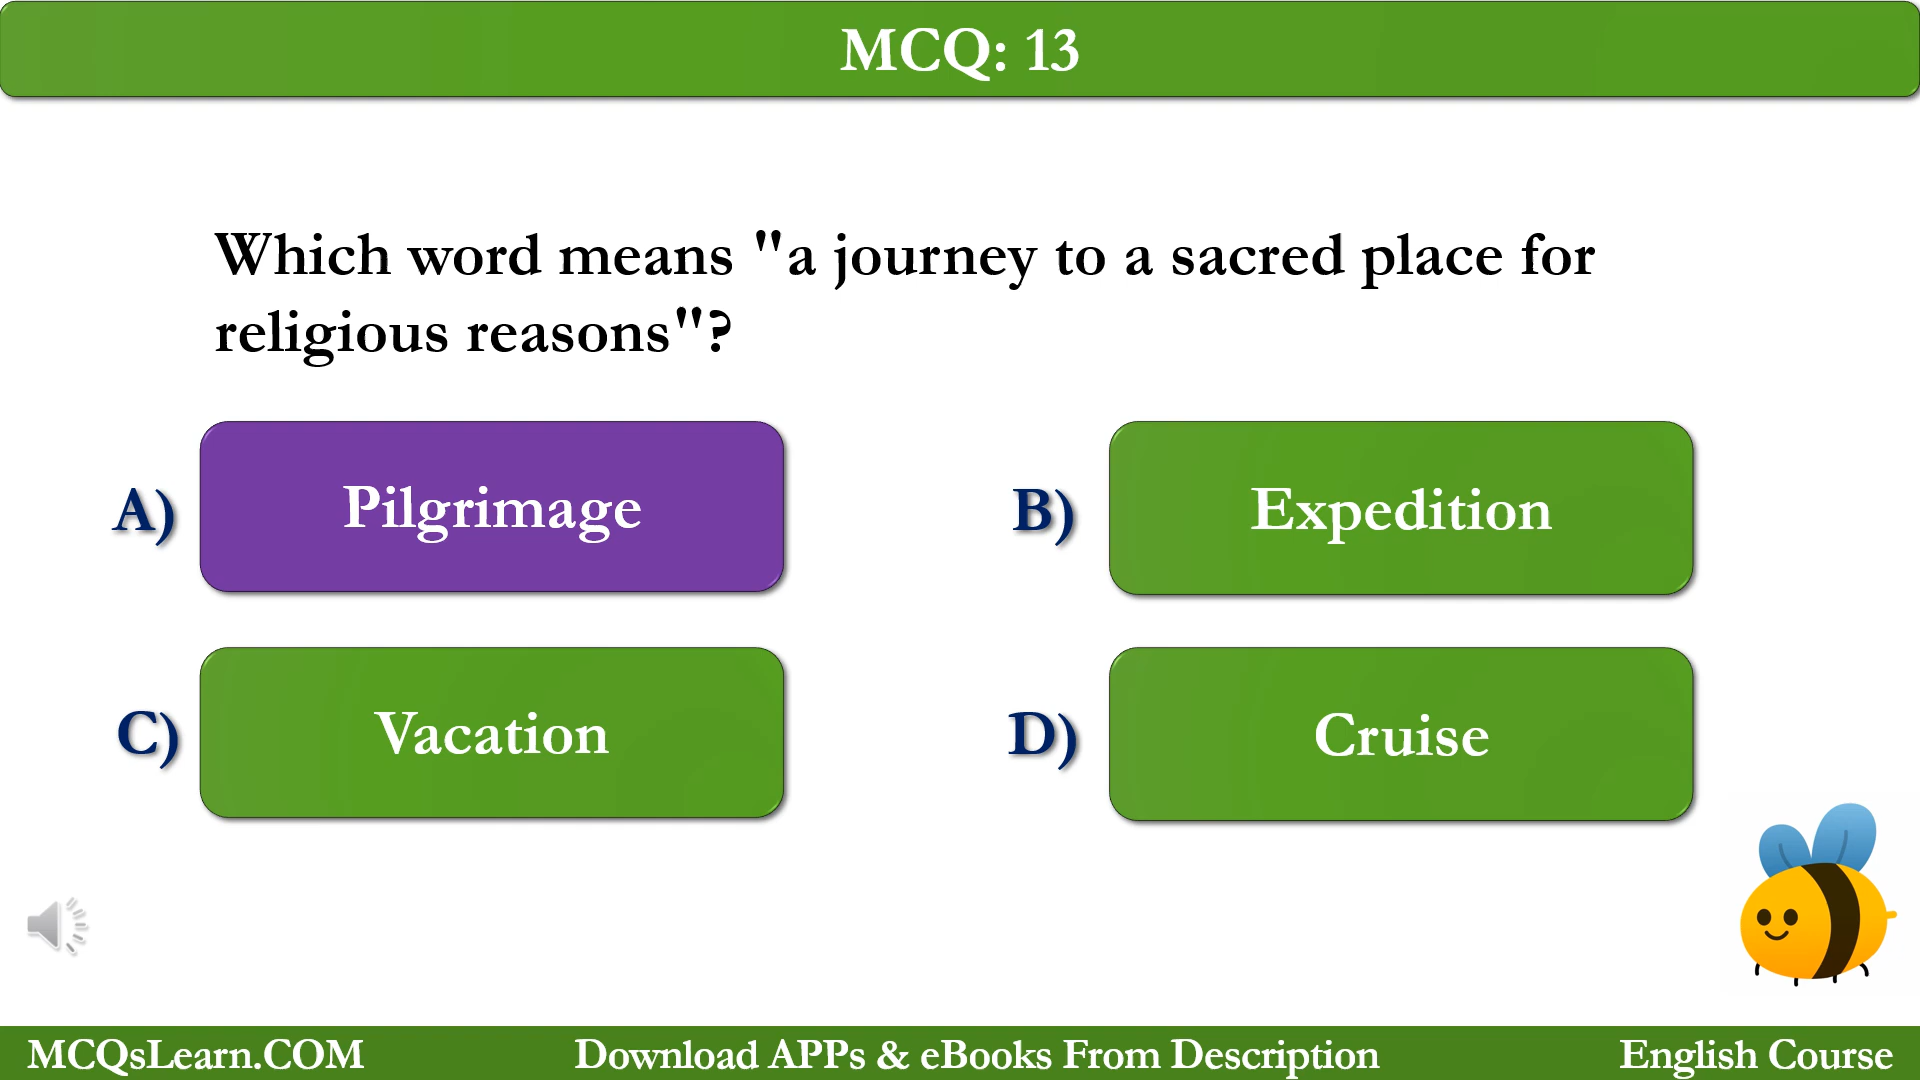 MCQ: 13
Which word means "a journey to a sacred place for
religious reasons"?
A) Pilgrimage
B) Expedition
C) Vacation
D) Cruise
MCQsLearn.COM Download APPs & eBooks From Description English Course